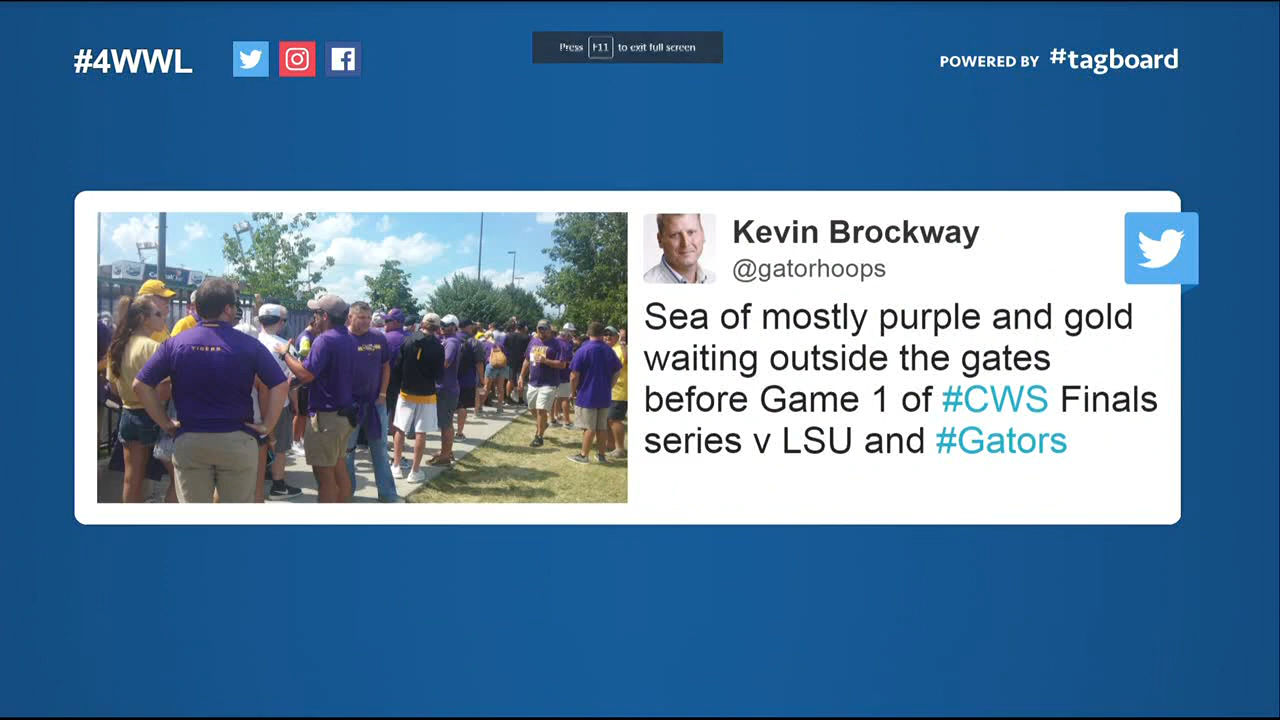 #4WWL
Press F11 to exit full screen
POWERED BY #tagboard
TIGERS
Kevin Brockway
@gatorhoops
Sea of mostly purple and gold
waiting outside the gates
before Game 1 of #CWS Finals
series v LSU and #Gators